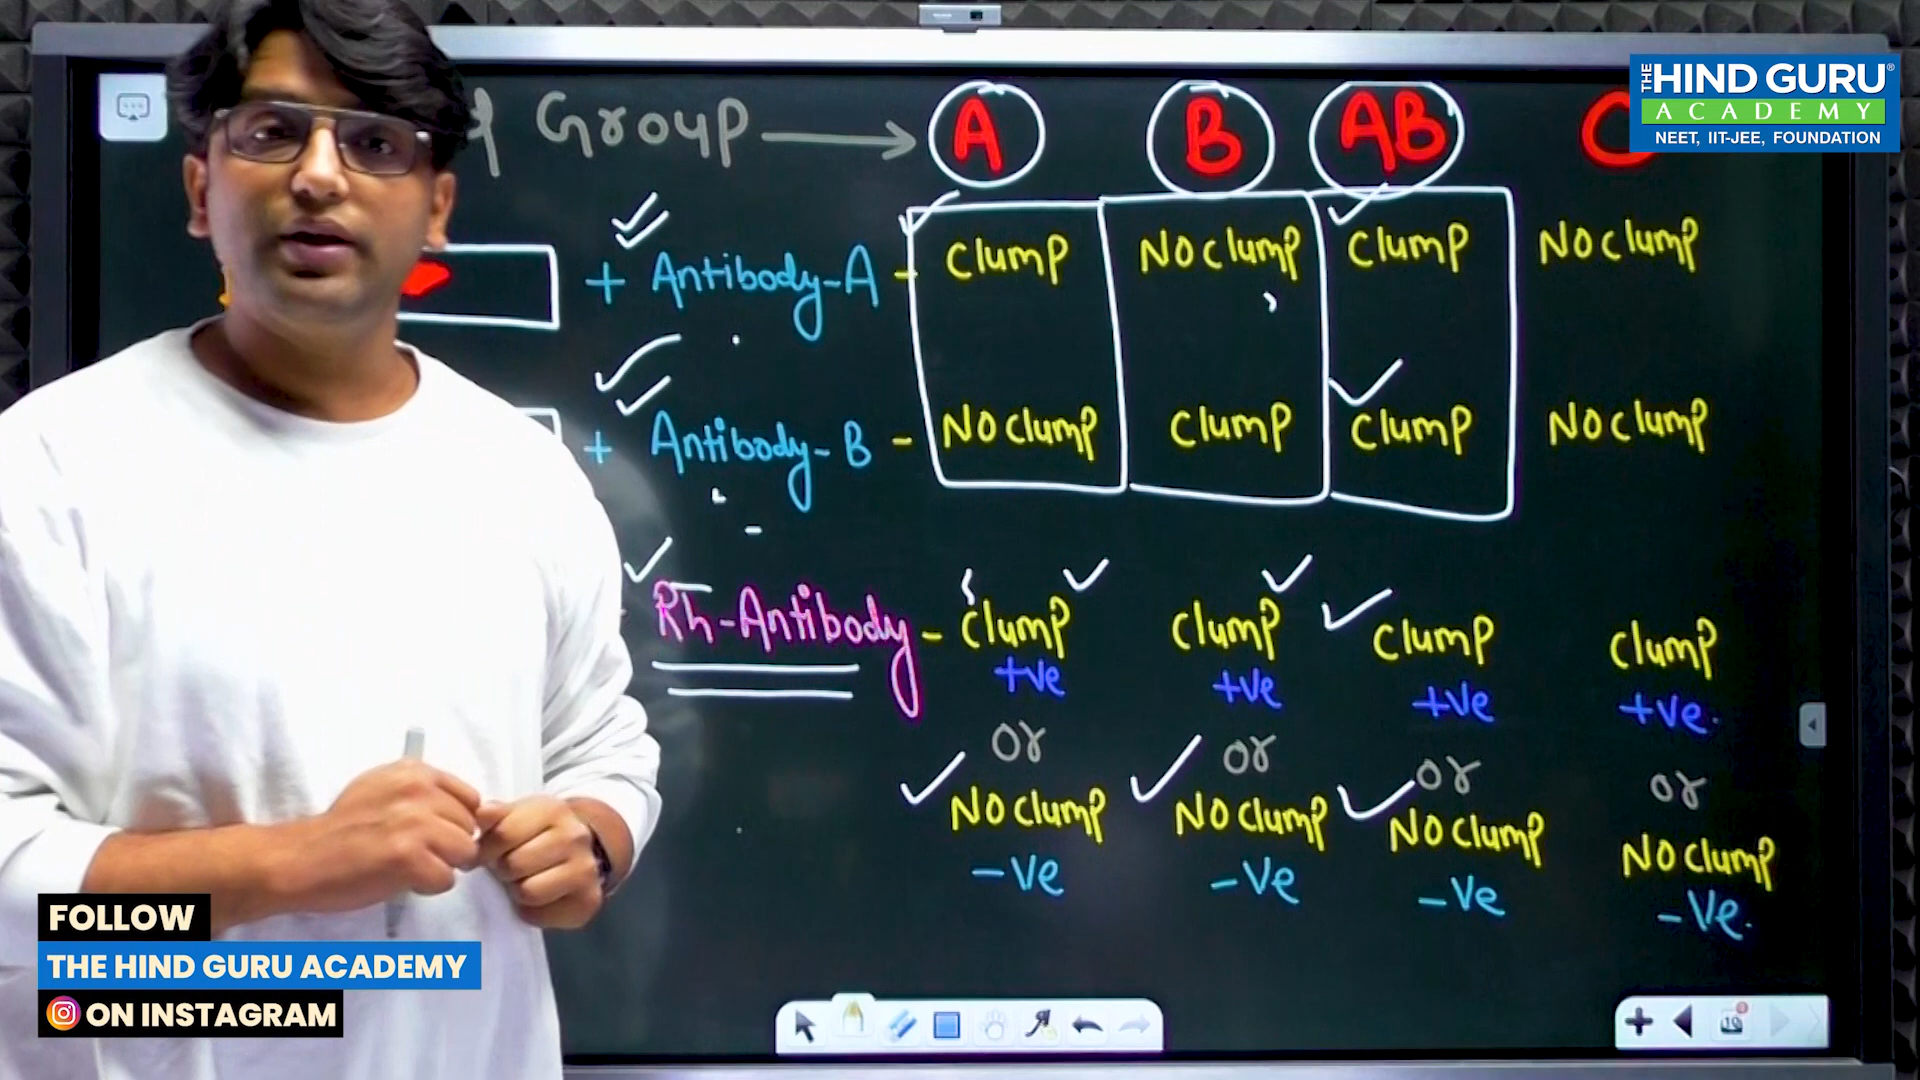 THE HIND GURU®
ACADEMY
NEET, IIT-JEE, FOUNDATION
Group → A B AB
+ Antibody-A - Clump No clump Clump No clump
+ Antibody-B - No clump Clump Clump No clump
Rh-Antibody - Clump Clump Clump Clump
+ve +ve +ve +ve.
or or or or
No clump No clump No clump No clump
-ve -ve -ve -ve.
FOLLOW
THE HIND GURU ACADEMY
ON INSTAGRAM